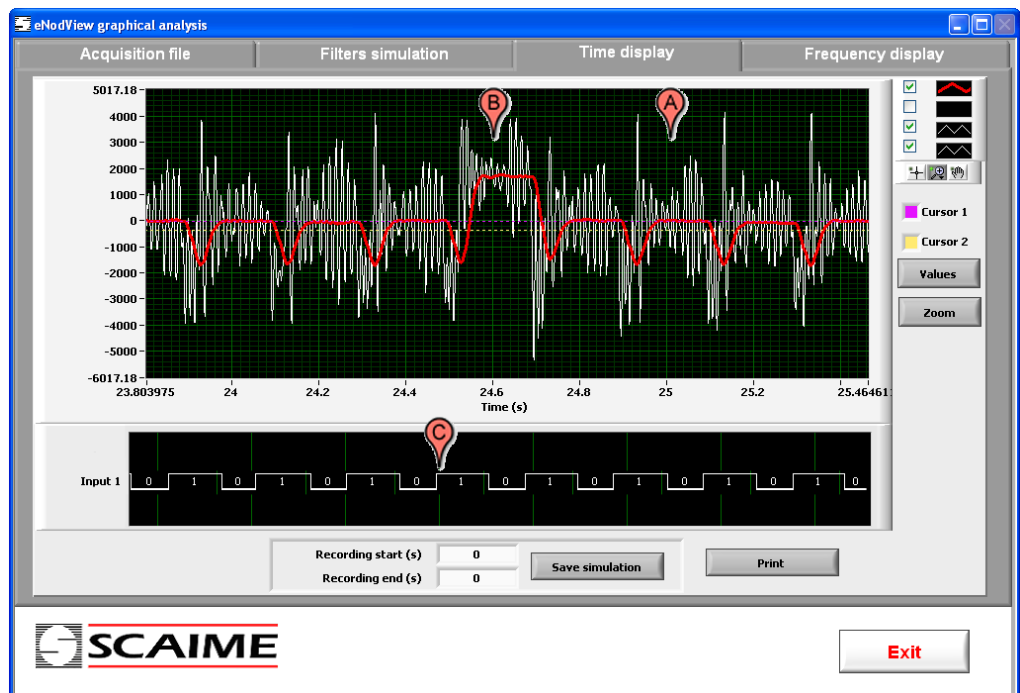 eNodView graphical analysis
Acquisition file Filters simulation Time display Frequency display
5017.18
4000
3000
2000
1000
0
-1000
-2000
-3000
-4000
-5000
-6017.18
B A
23.803975 24 24.2 24.4 24.6 24.8 25 25.2 25.46461
Time (s)
Cursor 1
Cursor 2
Values
Zoom
C
Input 1 0 1 0 1 0 1 0 1 0 1 0 1 0 1 0 1 0
Recording start (s) 0
Recording end (s) 0
Save simulation
Print
SCAIME
Exit